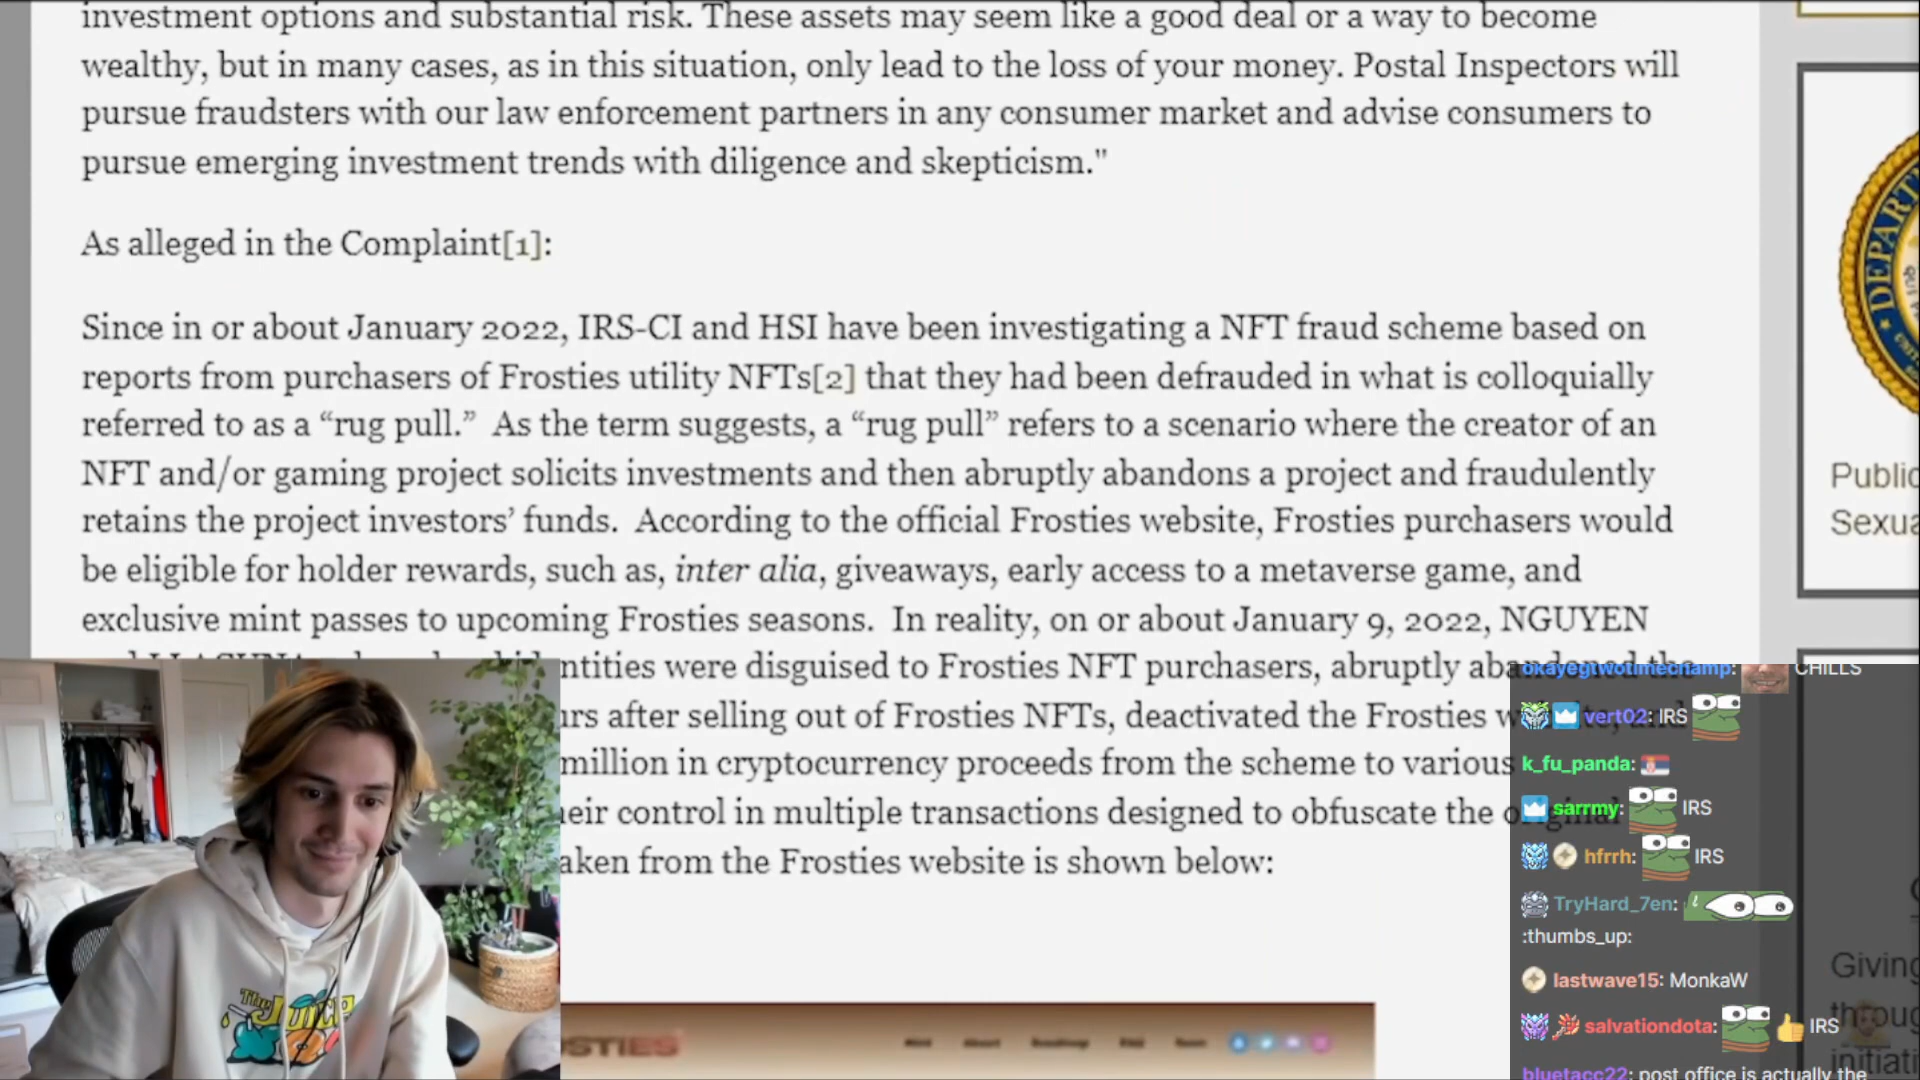 investment options and substantial risk. These assets may seem like a good deal or a way to become
wealthy, but in many cases, as in this situation, only lead to the loss of your money. Postal Inspectors will
pursue fraudsters with our law enforcement partners in any consumer market and advise consumers to
pursue emerging investment trends with diligence and skepticism."
As alleged in the Complaint[1]:
Since in or about January 2022, IRS-CI and HSI have been investigating a NFT fraud scheme based on
reports from purchasers of Frosties utility NFTs[2] that they had been defrauded in what is colloquially
referred to as a “rug pull.”  As the term suggests, a “rug pull” refers to a scenario where the creator of an
NFT and/or gaming project solicits investments and then abruptly abandons a project and fraudulently
retains the project investors’ funds.  According to the official Frosties website, Frosties purchasers would
be eligible for holder rewards, such as, inter alia, giveaways, early access to a metaverse game, and
exclusive mint passes to upcoming Frosties seasons.  In reality, on or about January 9, 2022, NGUYEN
ntities were disguised to Frosties NFT purchasers, abruptly abandoned the
urs after selling out of Frosties NFTs, deactivated the Frosties
million in cryptocurrency proceeds from the scheme to various
eir control in multiple transactions designed to obfuscate the original
aken from the Frosties website is shown below:
STIES
The JUICE
DEPART
Public
Sexua
Giving
throug
initiati
okayegtwotimechamp: CHILLS
vert02: IRS
k_fu_panda:
sarrmy: IRS
hfrrh: IRS
TryHard_7en:
:thumbs_up:
lastwave15: MonkaW
salvationdota: IRS
bluetacc22: post office is actually the